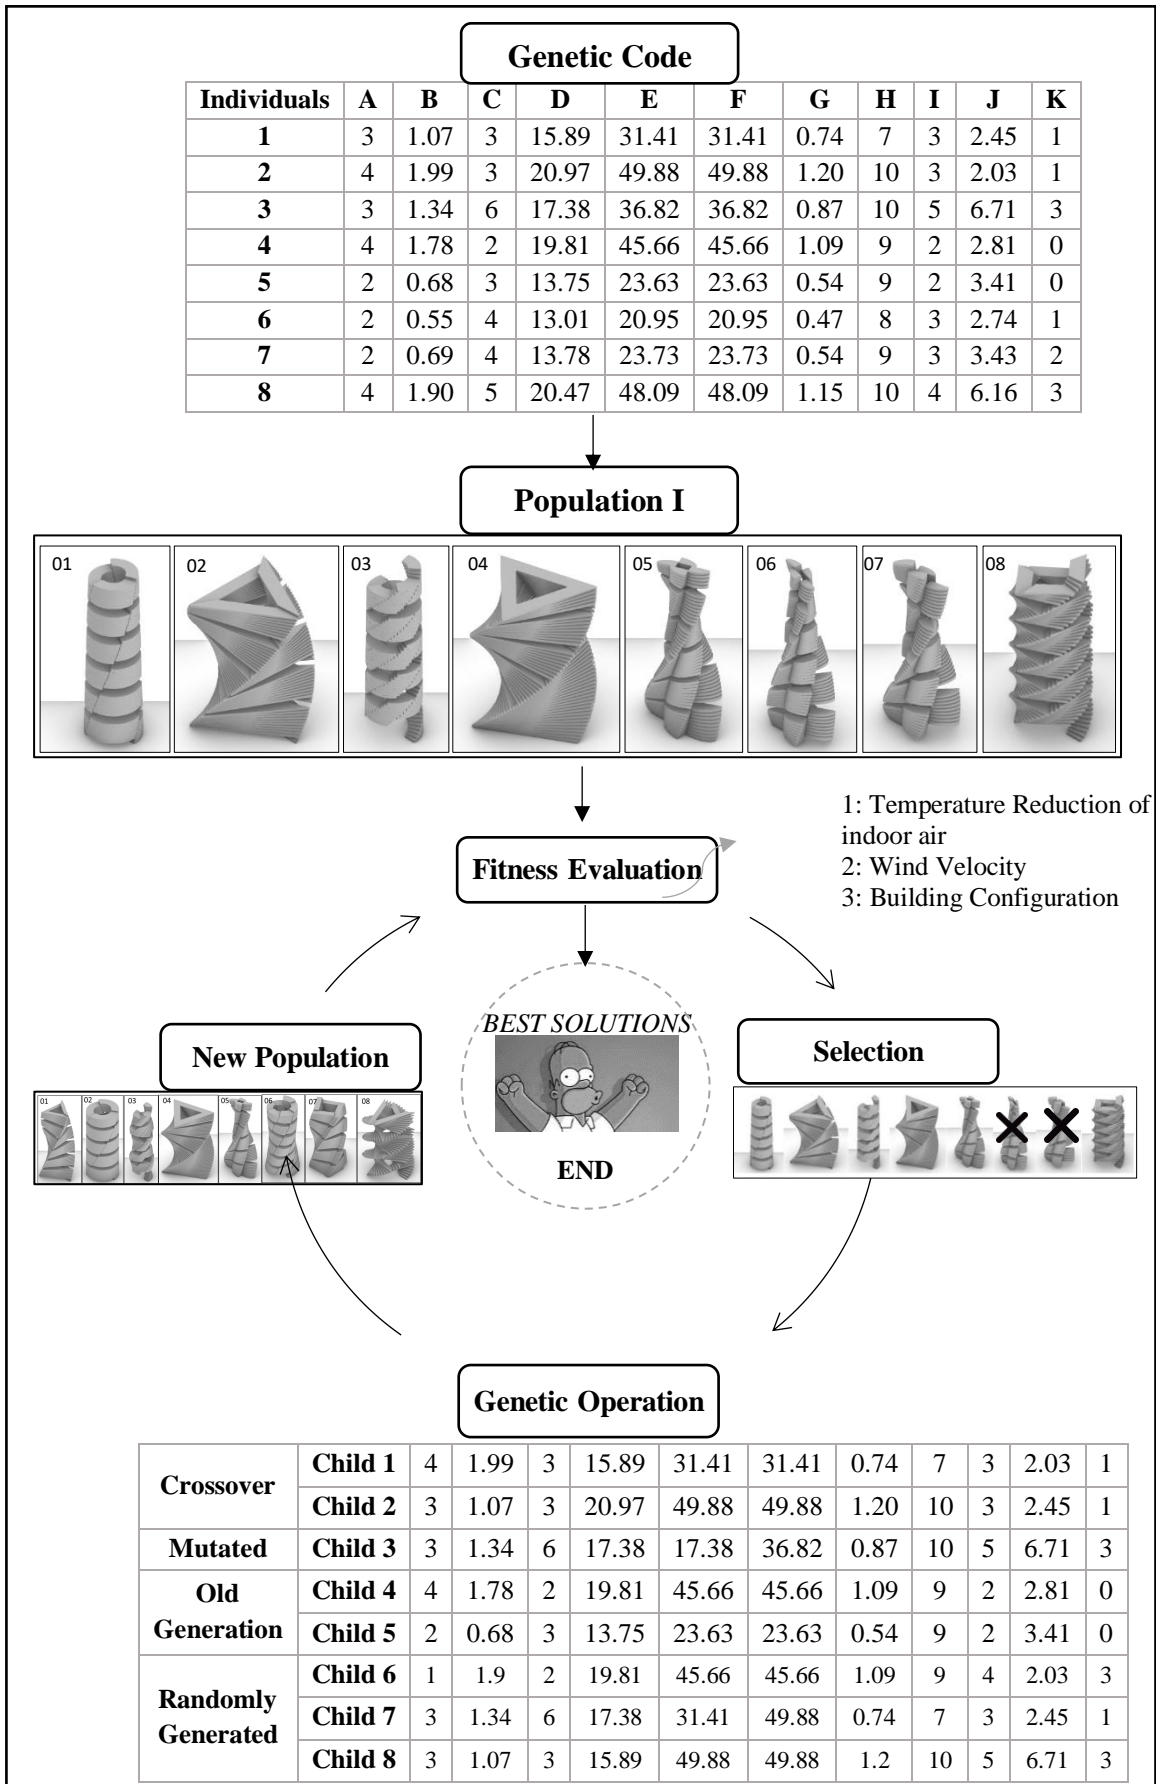 Genetic Code
Individuals A B C D E F G H I J K
1 3 1.07 3 15.89 31.41 31.41 0.74 7 3 2.45 1
2 4 1.99 3 20.97 49.88 49.88 1.20 10 3 2.03 1
3 3 1.34 6 17.38 36.82 36.82 0.87 10 5 6.71 3
4 4 1.78 2 19.81 45.66 45.66 1.09 9 2 2.81 0
5 2 0.68 3 13.75 23.63 23.63 0.54 9 2 3.41 0
6 2 0.55 4 13.01 20.95 20.95 0.47 8 3 2.74 1
7 2 0.69 4 13.78 23.73 23.73 0.54 9 3 3.43 2
8 4 1.90 5 20.47 48.09 48.09 1.15 10 4 6.16 3
Population I
01 02 03 04 05 06 07 08
1: Temperature Reduction of
indoor air
2: Wind Velocity
3: Building Configuration
Fitness Evaluation
BEST SOLUTIONS
END
New Population
01 02 03 04 05 06 07 08
Selection
Genetic Operation
Crossover
Child 1 4 1.99 3 15.89 31.41 31.41 0.74 7 3 2.03 1
Child 2 3 1.07 3 20.97 49.88 49.88 1.20 10 3 2.45 1
Mutated Child 3 3 1.34 6 17.38 17.38 36.82 0.87 10 5 6.71 3
Old
Generation
Child 4 4 1.78 2 19.81 45.66 45.66 1.09 9 2 2.81 0
Child 5 2 0.68 3 13.75 23.63 23.63 0.54 9 2 3.41 0
Randomly
Generated
Child 6 1 1.9 2 19.81 45.66 45.66 1.09 9 4 2.03 3
Child 7 3 1.34 6 17.38 31.41 49.88 0.74 7 3 2.45 1
Child 8 3 1.07 3 15.89 49.88 49.88 1.2 10 5 6.71 3